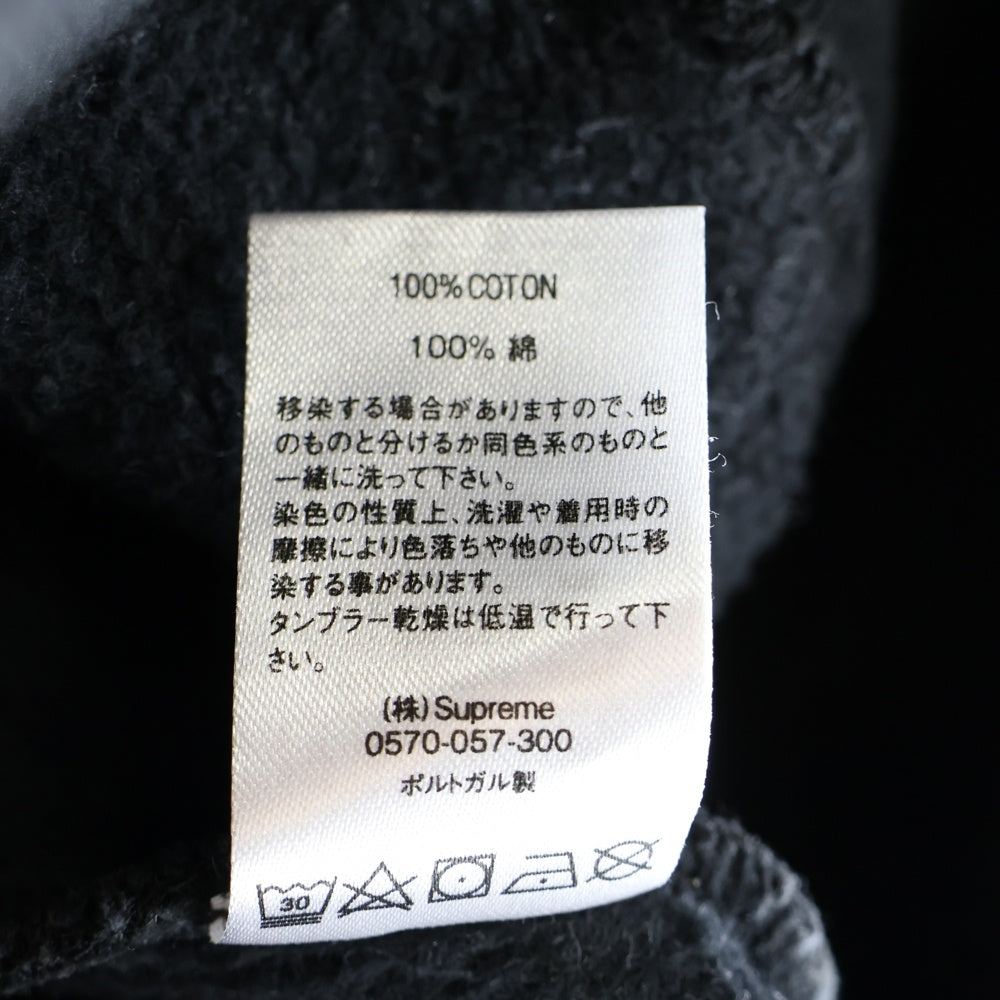 100% COTON
100% 綿
移染する場合がありますので、他
のものと分けるか同色系のものと
一緒に洗って下さい。
染色の性質上、洗濯や着用時の
摩擦により色落ちや他のものに移
染する事があります。
タンブラー乾燥は低温で行って下
さい。
(株)Supreme
0570-057-300
ポルトガル製
30